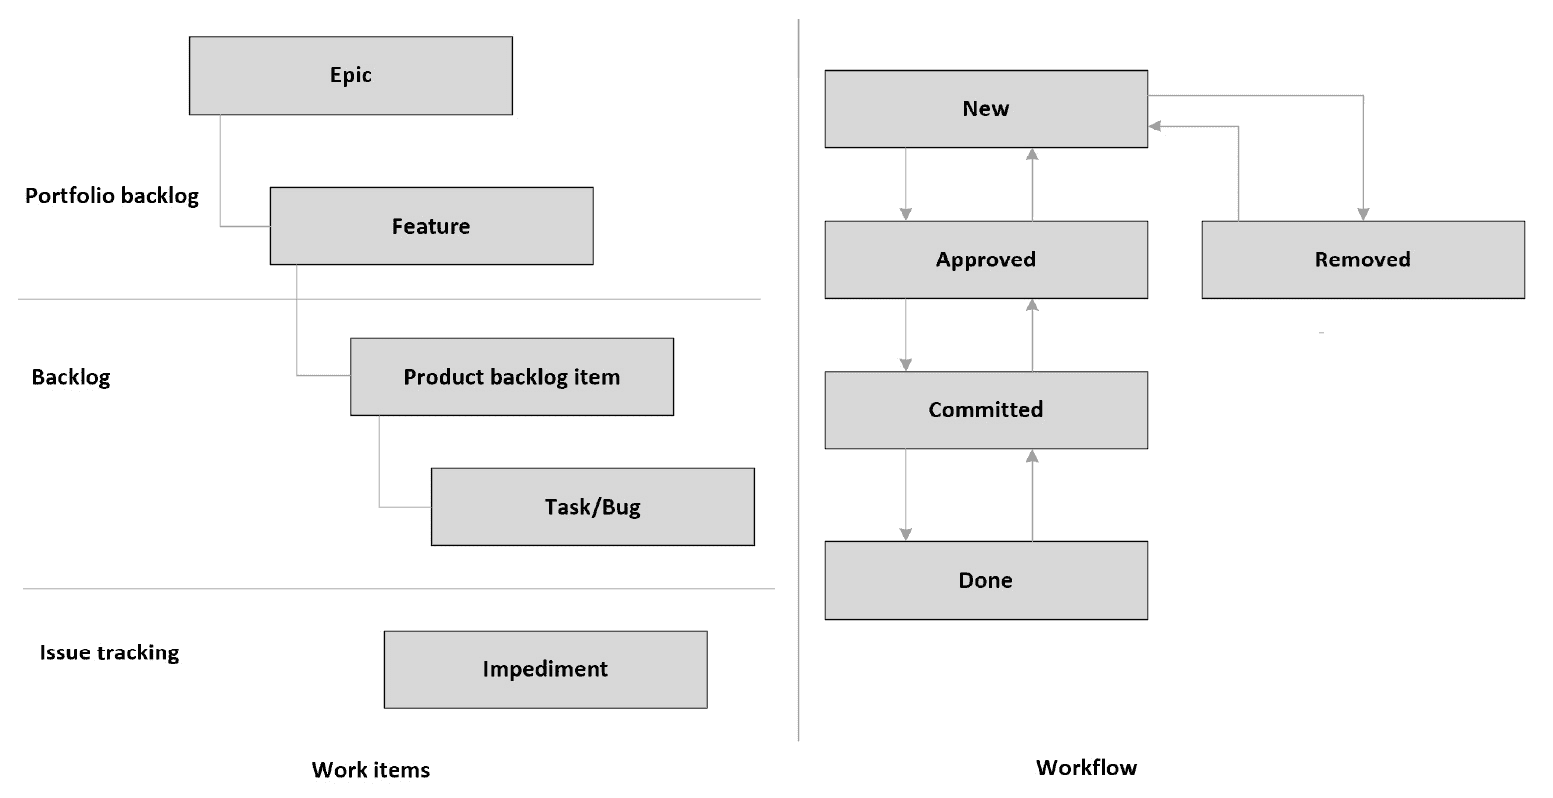 Epic
Portfolio backlog
Feature
Backlog
Product backlog item
Task/Bug
Issue tracking
Impediment
Work items
New
Approved
Removed
Committed
Done
Workflow